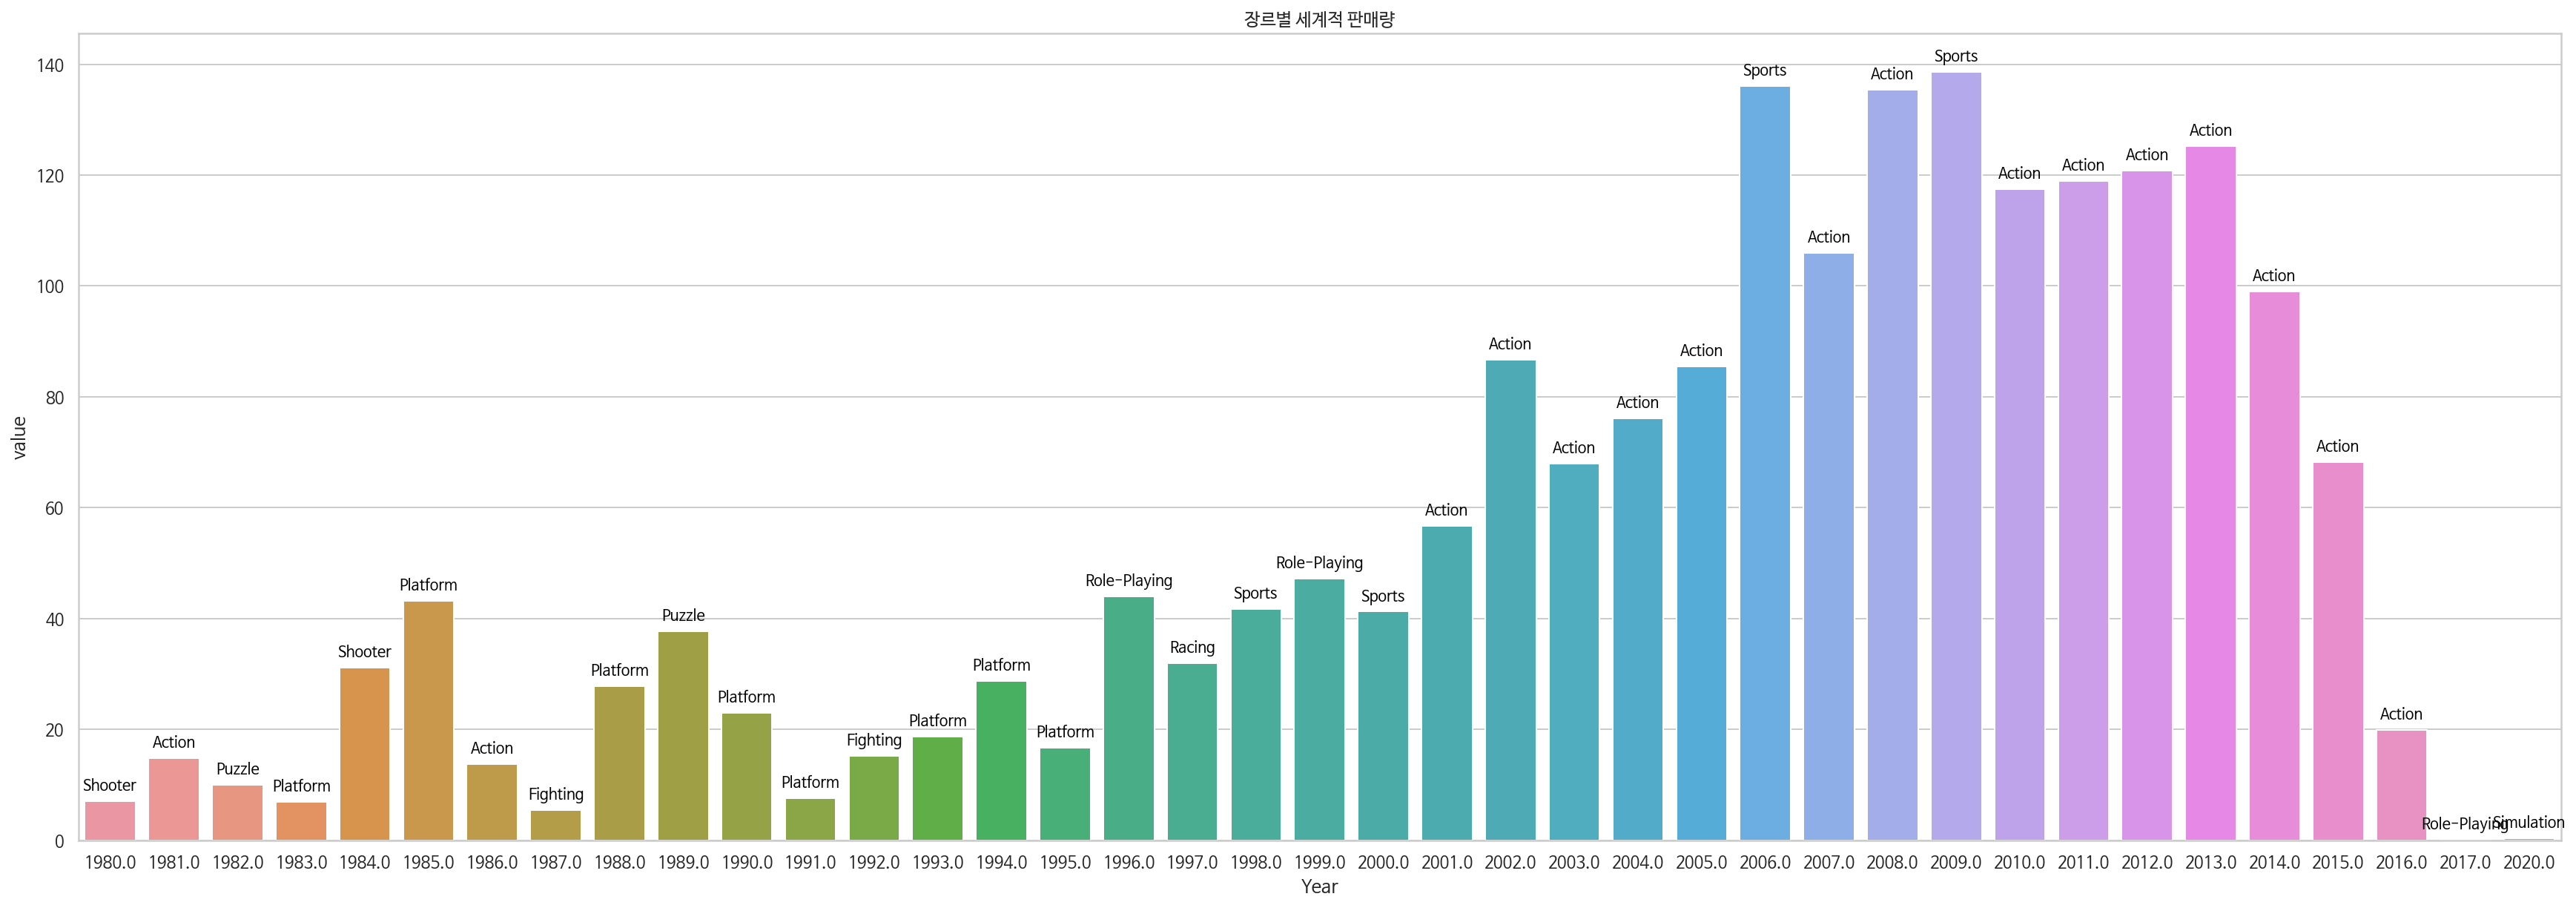 장르별 세계적 판매량
value
140
120
100
80
60
40
20
0
Shooter
Action
Puzzle
Platform
Shooter
Platform
Action
Fighting
Platform
Puzzle
Platform
Platform
Fighting
Platform
Platform
Platform
Role-Playing
Racing
Sports
Role-Playing
Sports
Action
Action
Action
Action
Action
Sports
Action
Action
Sports
Action
Action
Action
Action
Action
Action
Action
Role-Playing
Simulation
1980.0 1981.0 1982.0 1983.0 1984.0 1985.0 1986.0 1987.0 1988.0 1989.0 1990.0 1991.0 1992.0 1993.0 1994.0 1995.0 1996.0 1997.0 1998.0 1999.0 2000.0 2001.0 2002.0 2003.0 2004.0 2005.0 2006.0 2007.0 2008.0 2009.0 2010.0 2011.0 2012.0 2013.0 2014.0 2015.0 2016.0 2017.0 2020.0
Year